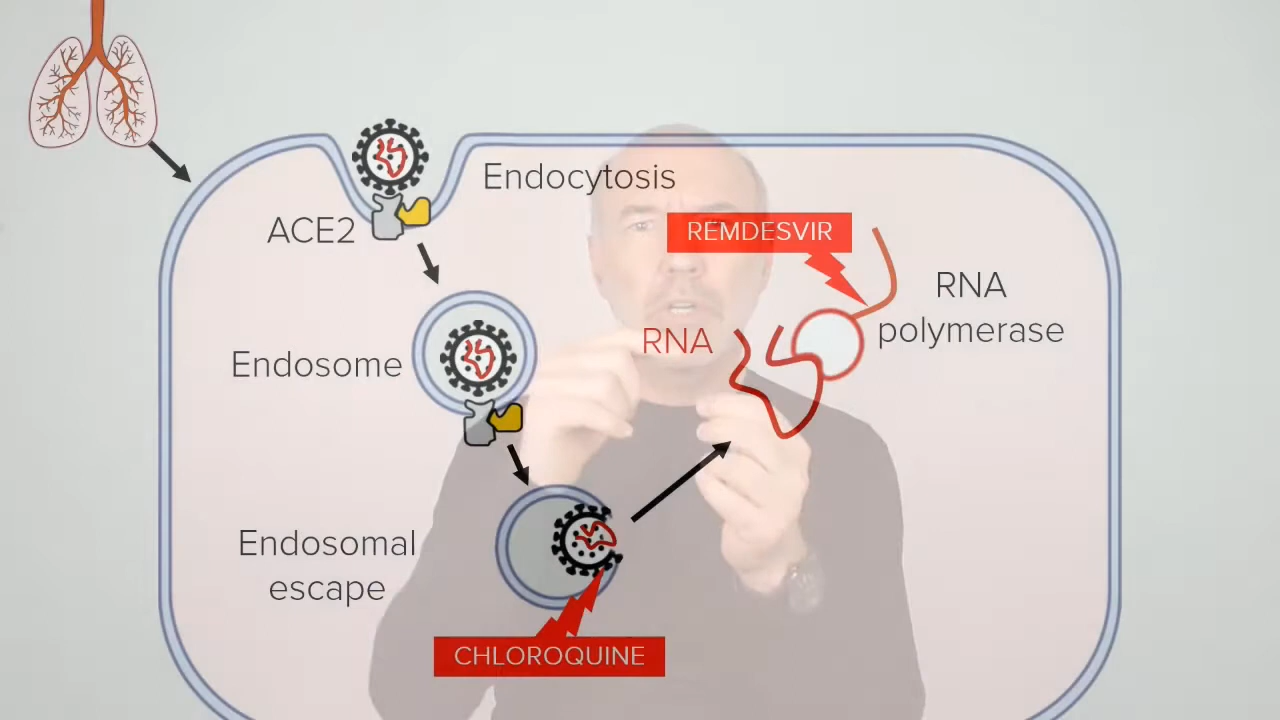 Endocytosis
ACE2
REMDESVIR
RNA
polymerase
RNA
Endosome
Endosomal
escape
CHLOROQUINE